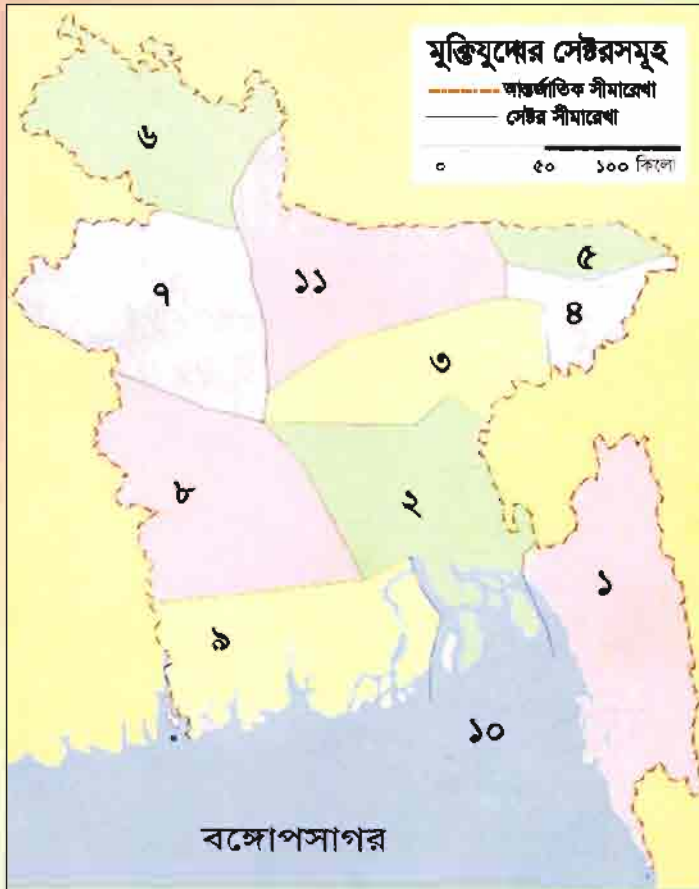 মুক্তিযুদ্ধের সেক্টরসমূহ
আন্তর্জাতিক সীমারেখা
সেক্টর সীমারেখা
০ ৫০ ১০০ কিলো
৬
৫
১১
৭
৪
৩
৮
২
১
৯
১০
বঙ্গোপসাগর